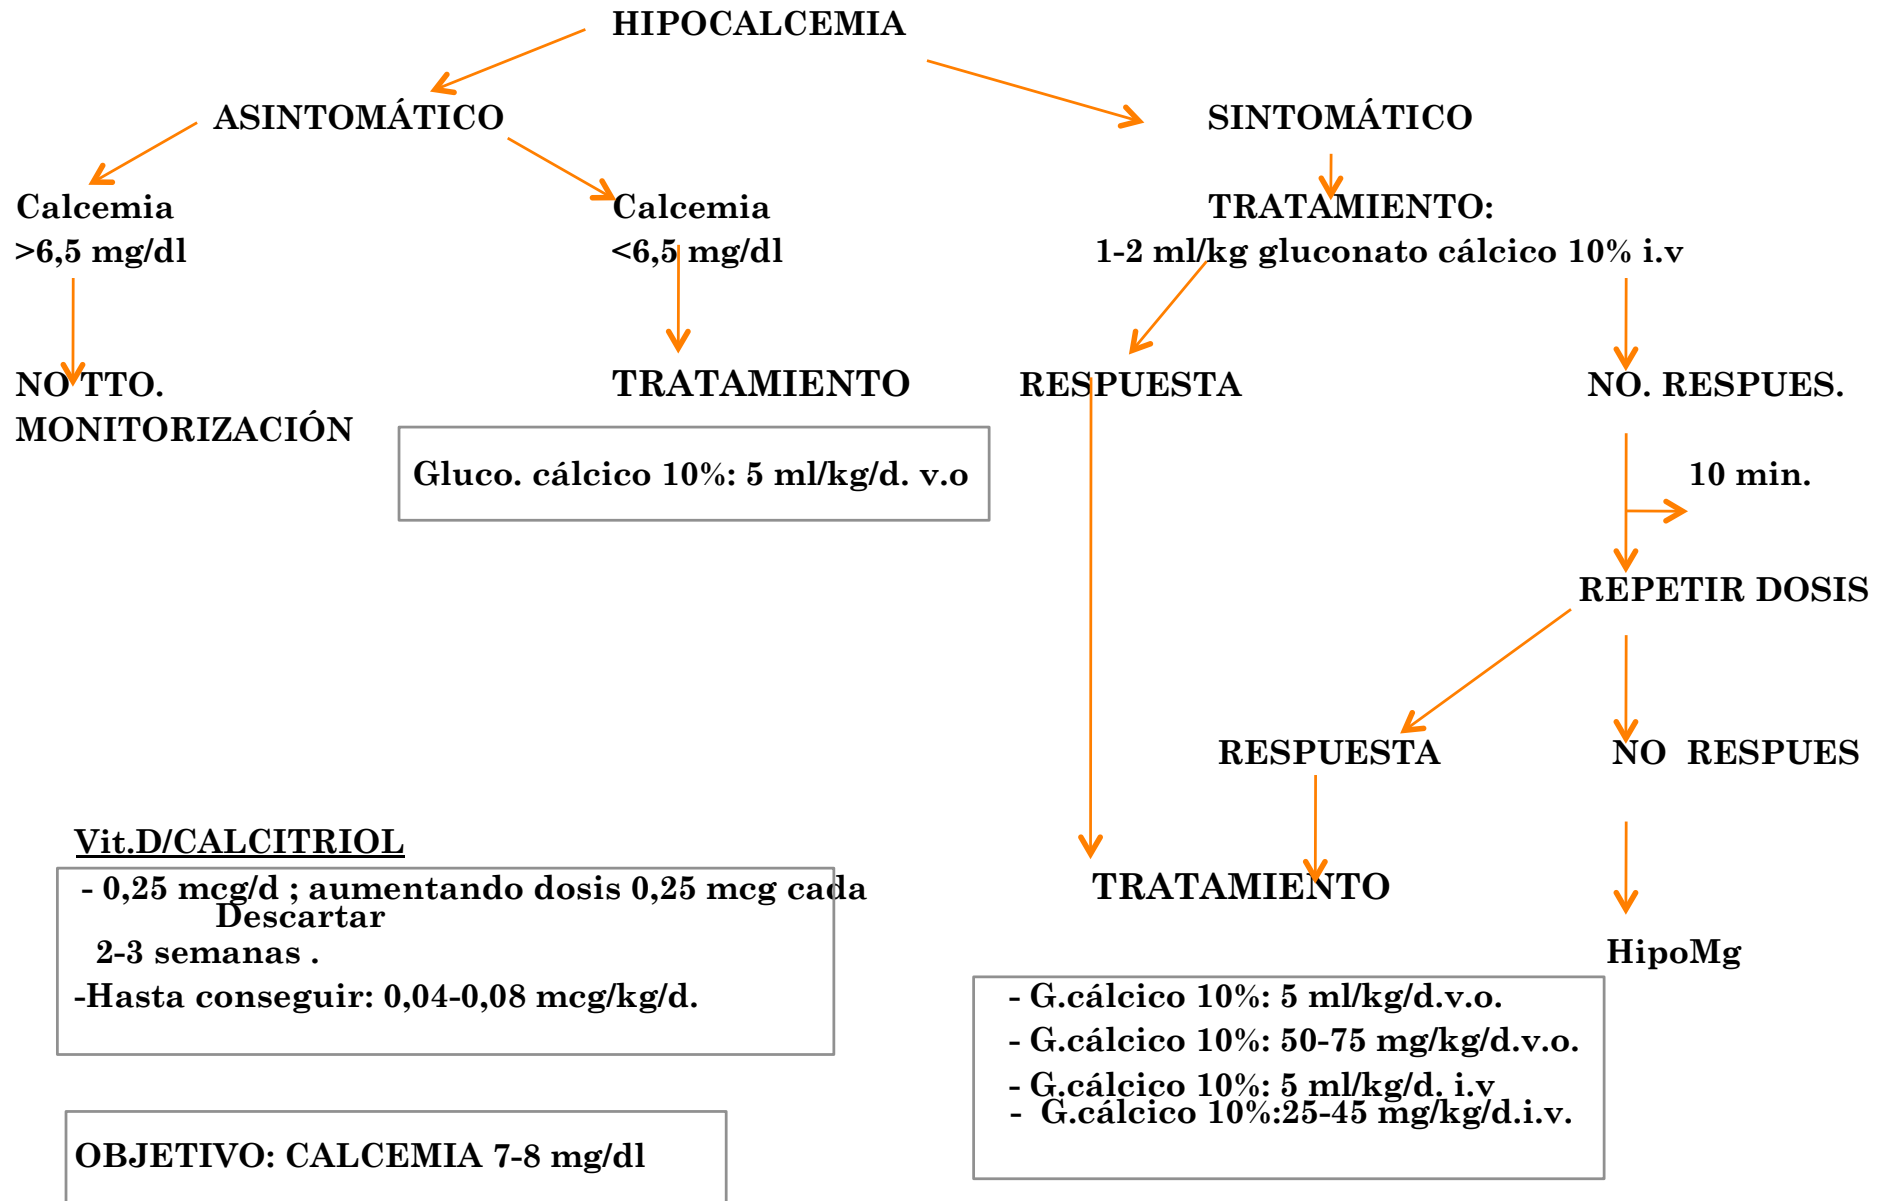 HIPOCALCEMIA
ASINTOMÁTICO
SINTOMÁTICO
Calcemia
>6,5 mg/dl
Calcemia
<6,5 mg/dl
TRATAMIENTO:
1-2 ml/kg gluconato cálcico 10% i.v
NO TTO.
MONITORIZACIÓN
TRATAMIENTO
Gluco. cálcico 10%: 5 ml/kg/d. v.o
RESPUESTA
NO. RESPUES.
10 min.
REPETIR DOSIS
RESPUESTA
NO RESPUES
Vit.D/CALCITRIOL
- 0,25 mcg/d ; aumentando dosis 0,25 mcg cada
Descartar
2-3 semanas .
-Hasta conseguir: 0,04-0,08 mcg/kg/d.
TRATAMIENTO
HipoMg
- G.cálcico 10%: 5 ml/kg/d.v.o.
- G.cálcico 10%: 50-75 mg/kg/d.v.o.
- G.cálcico 10%: 5 ml/kg/d. i.v
- G.cálcico 10%:25-45 mg/kg/d.i.v.
OBJETIVO: CALCEMIA 7-8 mg/dl